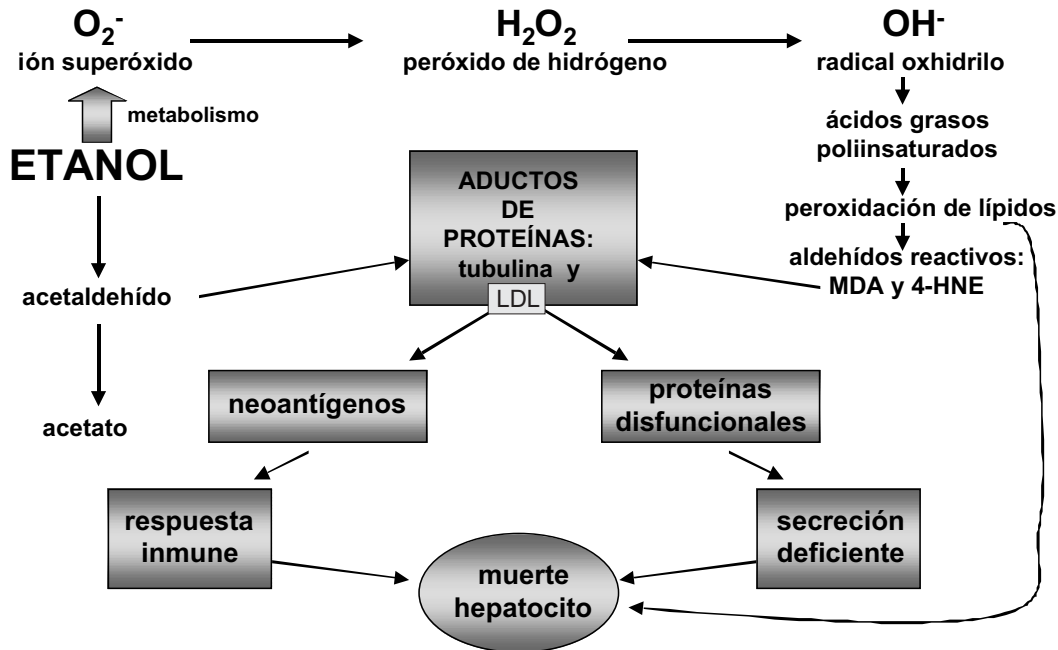 O₂⁻
ión superóxido
H₂O₂
peróxido de hidrógeno
OH⁻
radical oxhidrilo
metabolismo
ETANOL
ácidos grasos
poliinsaturados
peroxidación de lípidos
aldehídos reactivos:
MDA y 4-HNE
ADUCTOS
DE
PROTEÍNAS:
tubulina y
LDL
acetaldehído
acetato
neoantígenos
proteínas
disfuncionales
respuesta
inmune
secreción
deficiente
muerte
hepatocito